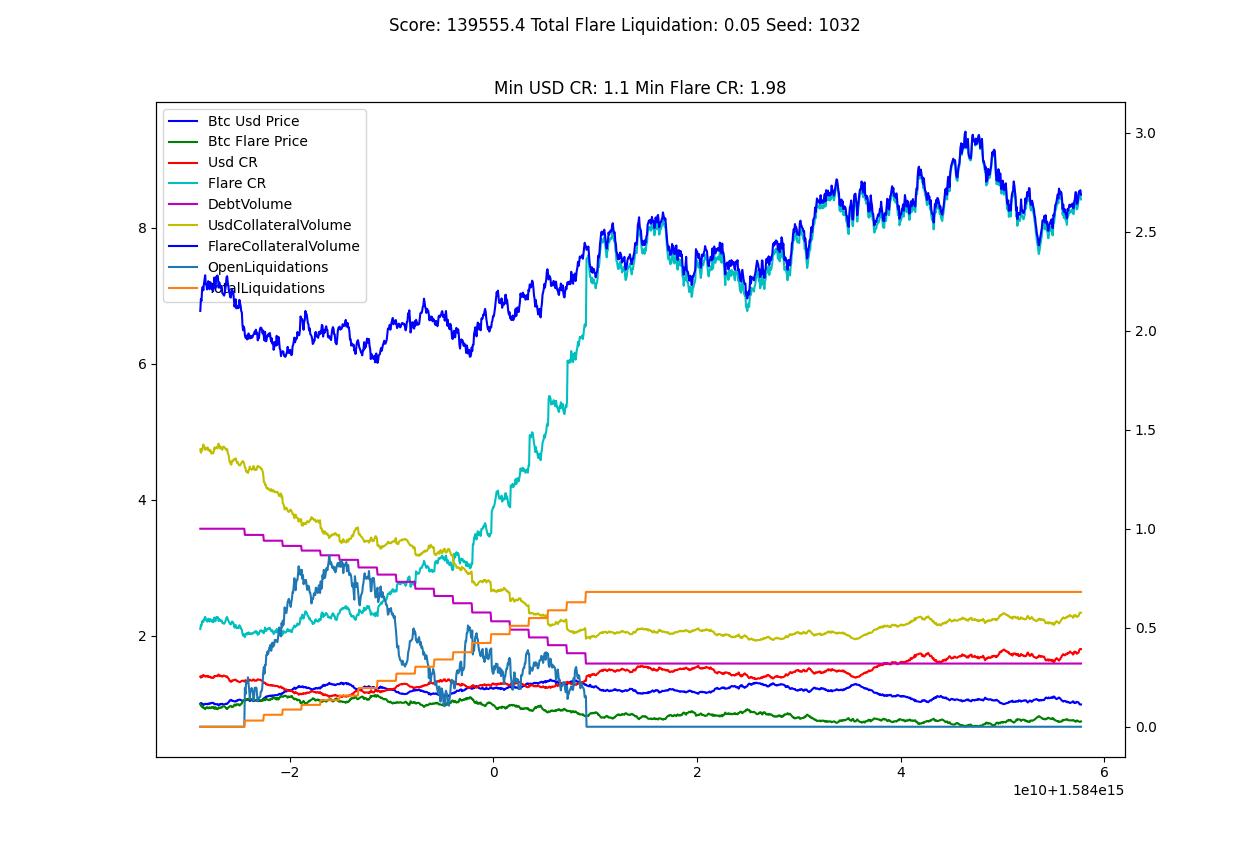 Score: 139555.4 Total Flare Liquidation: 0.05 Seed: 1032
Min USD CR: 1.1 Min Flare CR: 1.98
Btc Usd Price
Btc Flare Price
Usd CR
Flare CR
DebtVolume
UsdCollateralVolume
FlareCollateralVolume
OpenLiquidations
TotalLiquidations
8
6
4
2
3.0
2.5
2.0
1.5
1.0
0.5
0.0
−2
0
2
4
6
1e10+1.584e15